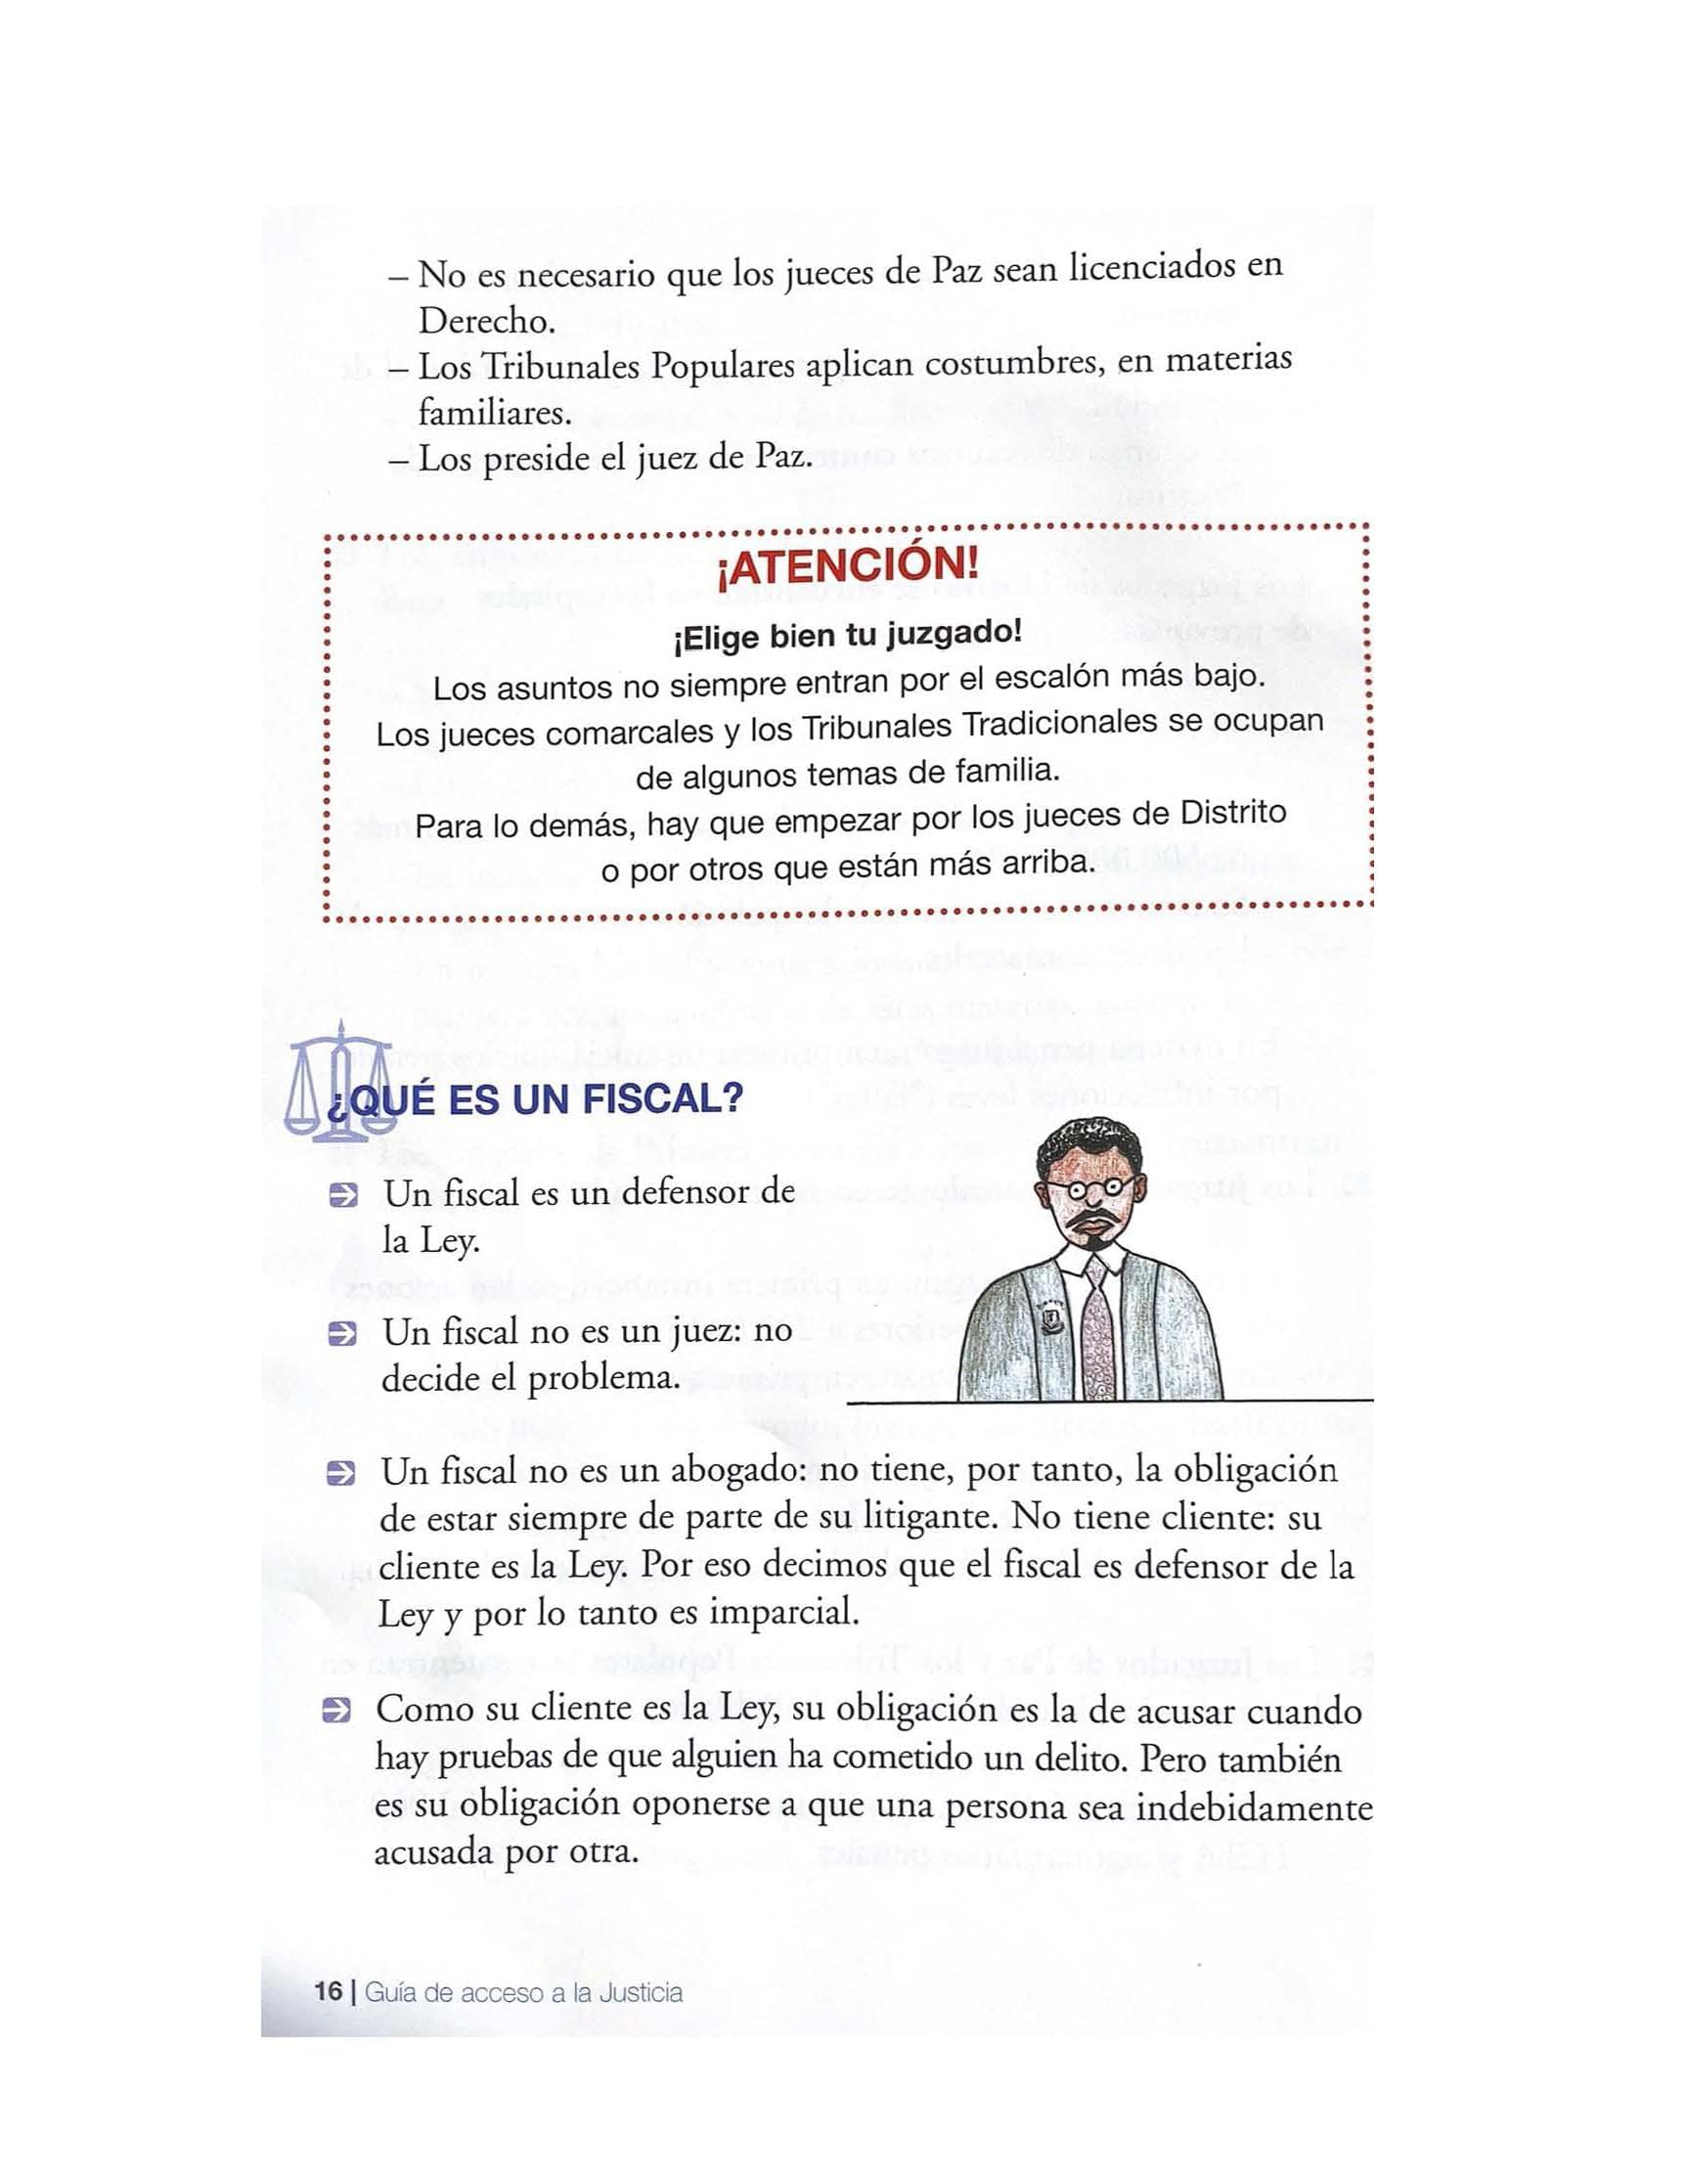 – No es necesario que los jueces de Paz sean licenciados en
Derecho.
– Los Tribunales Populares aplican costumbres, en materias
familiares.
– Los preside el juez de Paz.
¡ATENCIÓN!
¡Elige bien tu juzgado!
Los asuntos no siempre entran por el escalón más bajo.
Los jueces comarcales y los Tribunales Tradicionales se ocupan
de algunos temas de familia.
Para lo demás, hay que empezar por los jueces de Distrito
o por otros que están más arriba.
¿QUÉ ES UN FISCAL?
Un fiscal es un defensor de
la Ley.
Un fiscal no es un juez: no
decide el problema.
Un fiscal no es un abogado: no tiene, por tanto, la obligación
de estar siempre de parte de su litigante. No tiene cliente: su
cliente es la Ley. Por eso decimos que el fiscal es defensor de la
Ley y por lo tanto es imparcial.
Como su cliente es la Ley, su obligación es la de acusar cuando
hay pruebas de que alguien ha cometido un delito. Pero también
es su obligación oponerse a que una persona sea indebidamente
acusada por otra.
16 | Guía de acceso a la Justicia